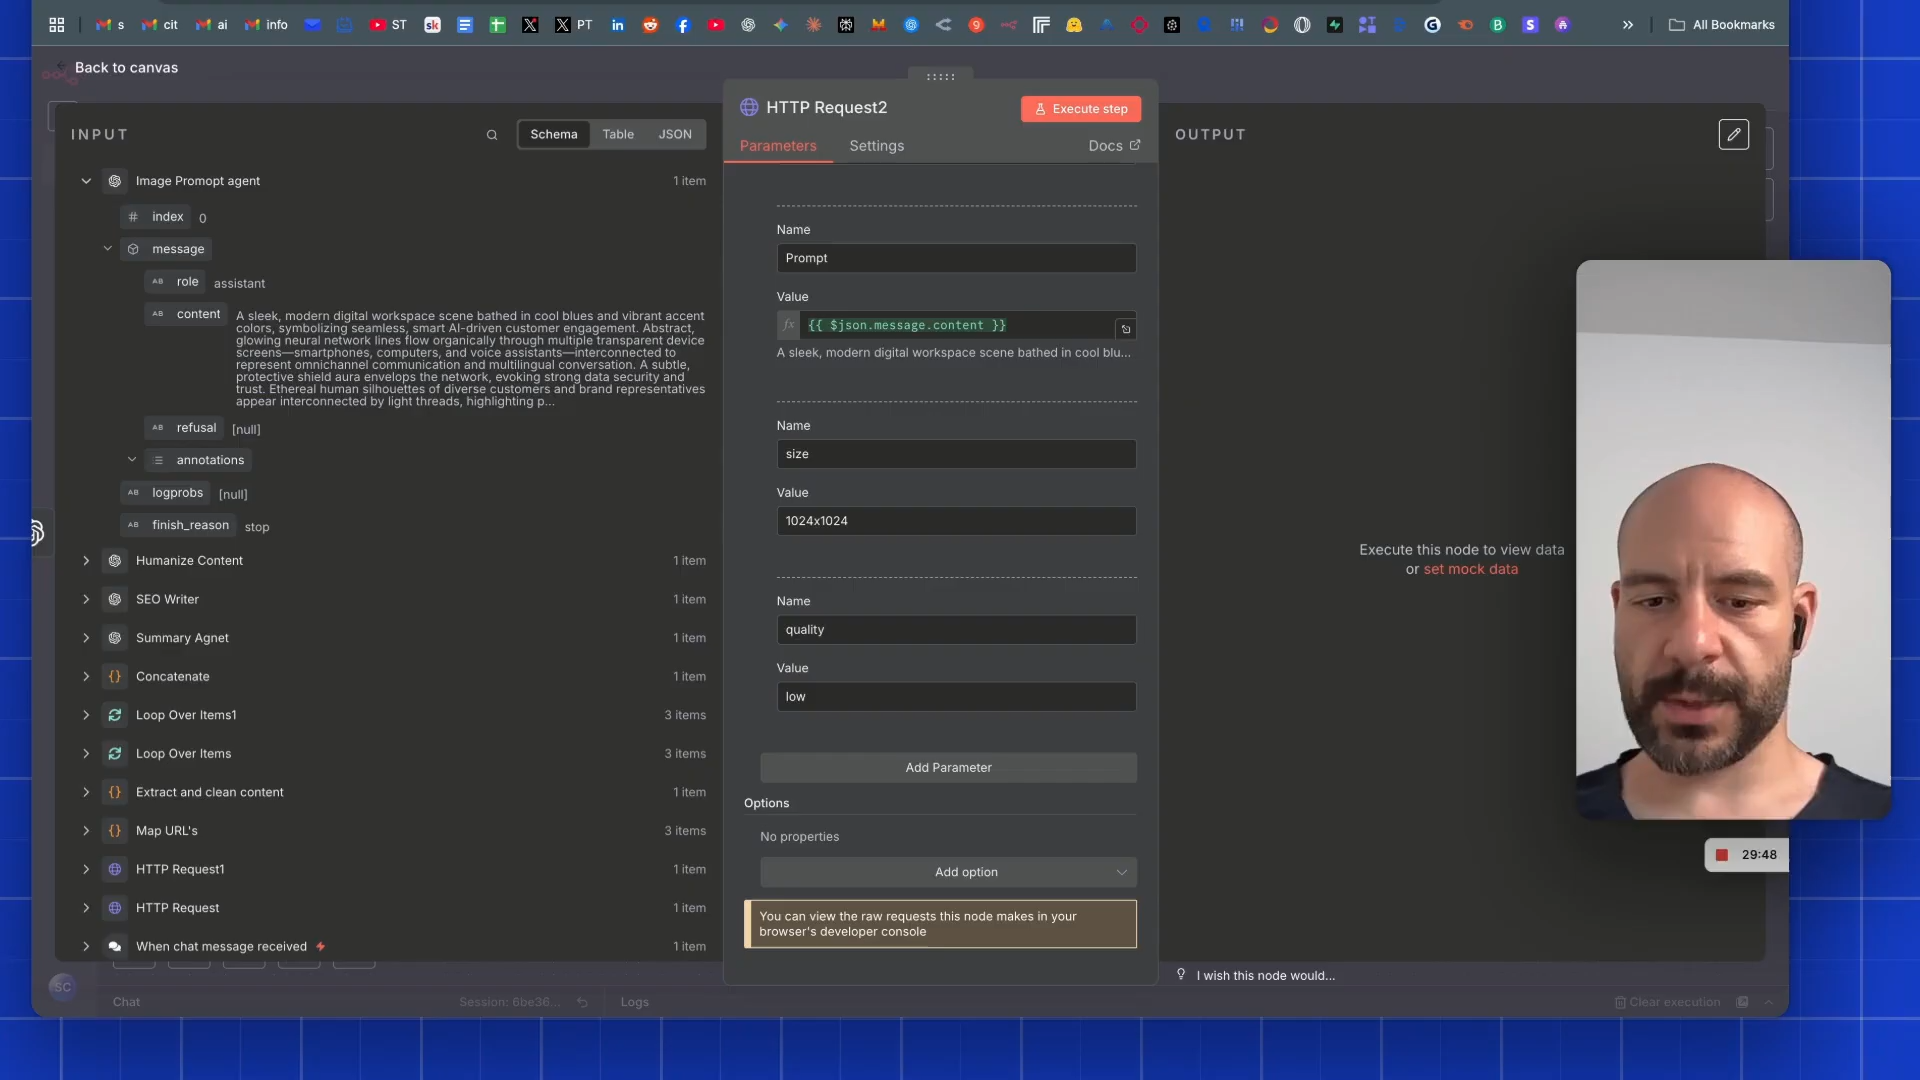 s
cit
ai
info
ST
PT
All Bookmarks
Back to canvas
INPUT
Schema
Table
JSON
Image Promopt agent
1 item
index
0
message
role
assistant
content
A sleek, modern digital workspace scene bathed in cool blues and vibrant accent
colors, symbolizing seamless, smart AI-driven customer engagement. Abstract,
glowing neural network lines flow organically through multiple transparent device
screens—smartphones, computers, and voice assistants—interconnected to
represent omnichannel communication and multilingual conversation. A subtle,
protective shield aura envelops the network, evoking strong data security and
trust. Ethereal human silhouettes of diverse customers and brand representatives
appear interconnected by light threads, highlighting p...
refusal
[null]
annotations
logprobs
[null]
finish_reason
stop
Humanize Content
1 item
SEO Writer
1 item
Summary Agnet
1 item
Concatenate
1 item
Loop Over Items1
3 items
Loop Over Items
3 items
Extract and clean content
1 item
Map URL's
3 items
HTTP Request1
1 item
HTTP Request
1 item
When chat message received
1 item
HTTP Request2
Execute step
Parameters
Settings
Docs
Name
Prompt
Value
fx
{{ $json.message.content }}
A sleek, modern digital workspace scene bathed in cool blu...
Name
size
Value
1024x1024
Name
quality
Value
low
Add Parameter
Options
No properties
Add option
You can view the raw requests this node makes in your
browser's developer console
OUTPUT
Execute this node to view data
or set mock data
I wish this node would...
29:48
SC
Chat
Session: 6be36...
Logs
Clear execution